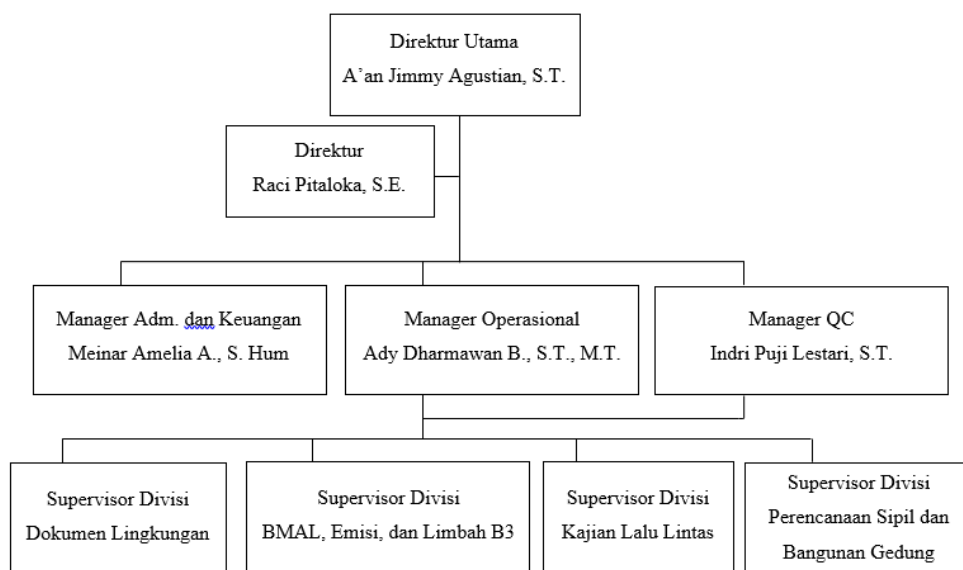 Direktur Utama
A’an Jimmy Agustian, S.T.
Direktur
Raci Pitaloka, S.E.
Manager Adm. dan Keuangan
Meinar Amelia A., S. Hum
Manager Operasional
Ady Dharmawan B., S.T., M.T.
Manager QC
Indri Puji Lestari, S.T.
Supervisor Divisi
Dokumen Lingkungan
Supervisor Divisi
BMAL, Emisi, dan Limbah B3
Supervisor Divisi
Kajian Lalu Lintas
Supervisor Divisi
Perencanaan Sipil dan
Bangunan Gedung